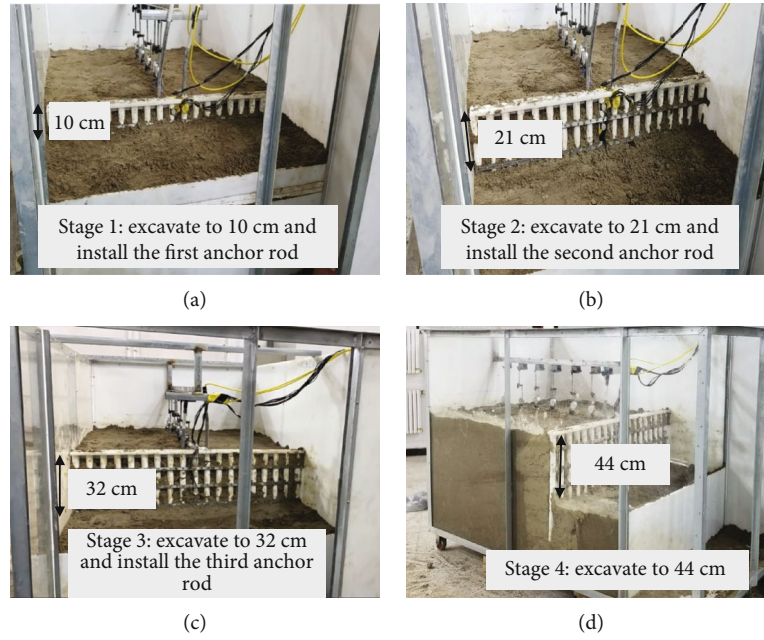 10 cm
Stage 1: excavate to 10 cm and
install the first anchor rod
(a)
21 cm
Stage 2: excavate to 21 cm and
install the second anchor rod
(b)
32 cm
Stage 3: excavate to 32 cm
and install the third anchor
rod
(c)
44 cm
Stage 4: excavate to 44 cm
(d)